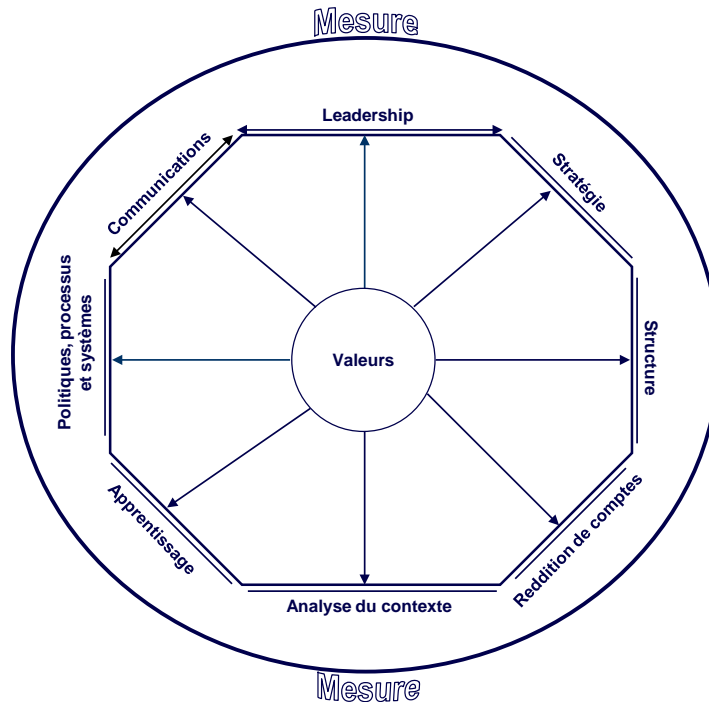 Mesure
Leadership
Communications
Stratégie
Politiques, processus
et systèmes
Valeurs
Structure
Apprentissage
Reddition de comptes
Analyse du contexte
Mesure